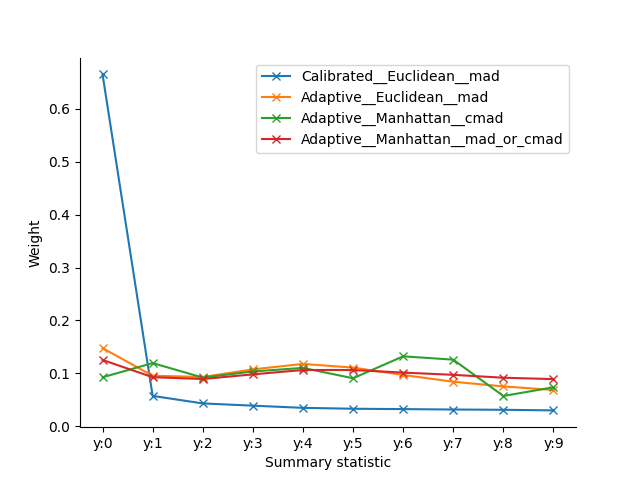 Calibrated__Euclidean__mad
Adaptive__Euclidean__mad
Adaptive__Manhattan__cmad
Adaptive__Manhattan__mad_or_cmad
Weight
0.6
0.5
0.4
0.3
0.2
0.1
0.0
y:0 y:1 y:2 y:3 y:4 y:5 y:6 y:7 y:8 y:9
Summary statistic